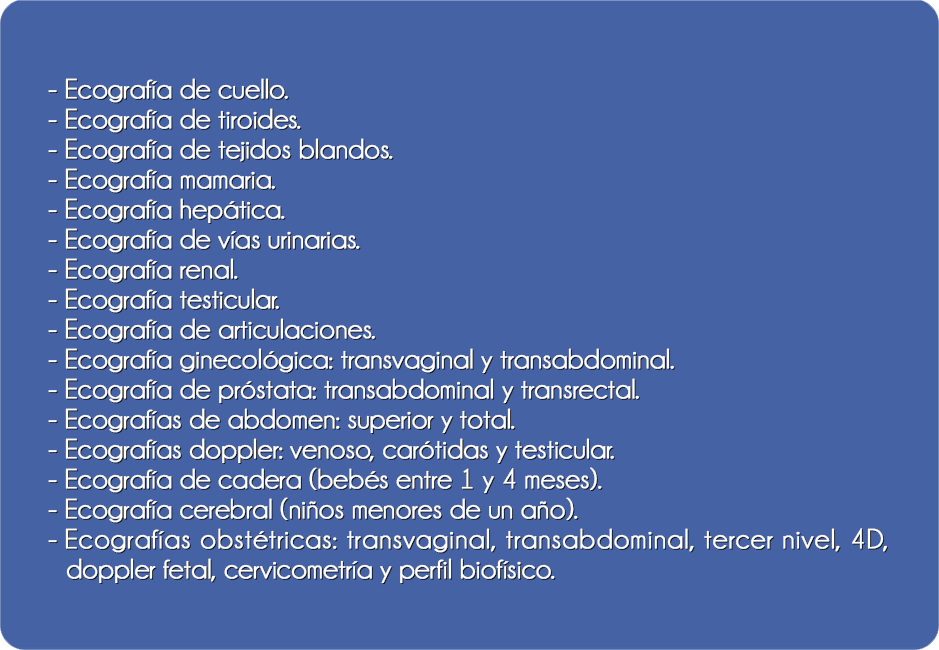 - Ecografía de cuello.
- Ecografía de tiroides.
- Ecografía de tejidos blandos.
- Ecografía mamaria.
- Ecografía hepática.
- Ecografía de vías urinarias.
- Ecografía renal.
- Ecografía testicular.
- Ecografía de articulaciones.
- Ecografía ginecológica: transvaginal y transabdominal.
- Ecografía de próstata: transabdominal y transrectal.
- Ecografías de abdomen: superior y total.
- Ecografías doppler: venoso, carótidas y testicular.
- Ecografía de cadera (bebés entre 1 y 4 meses).
- Ecografía cerebral (niños menores de un año).
- Ecografías obstétricas: transvaginal, transabdominal, tercer nivel, 4D,
doppler fetal, cervicometría y perfil biofísico.